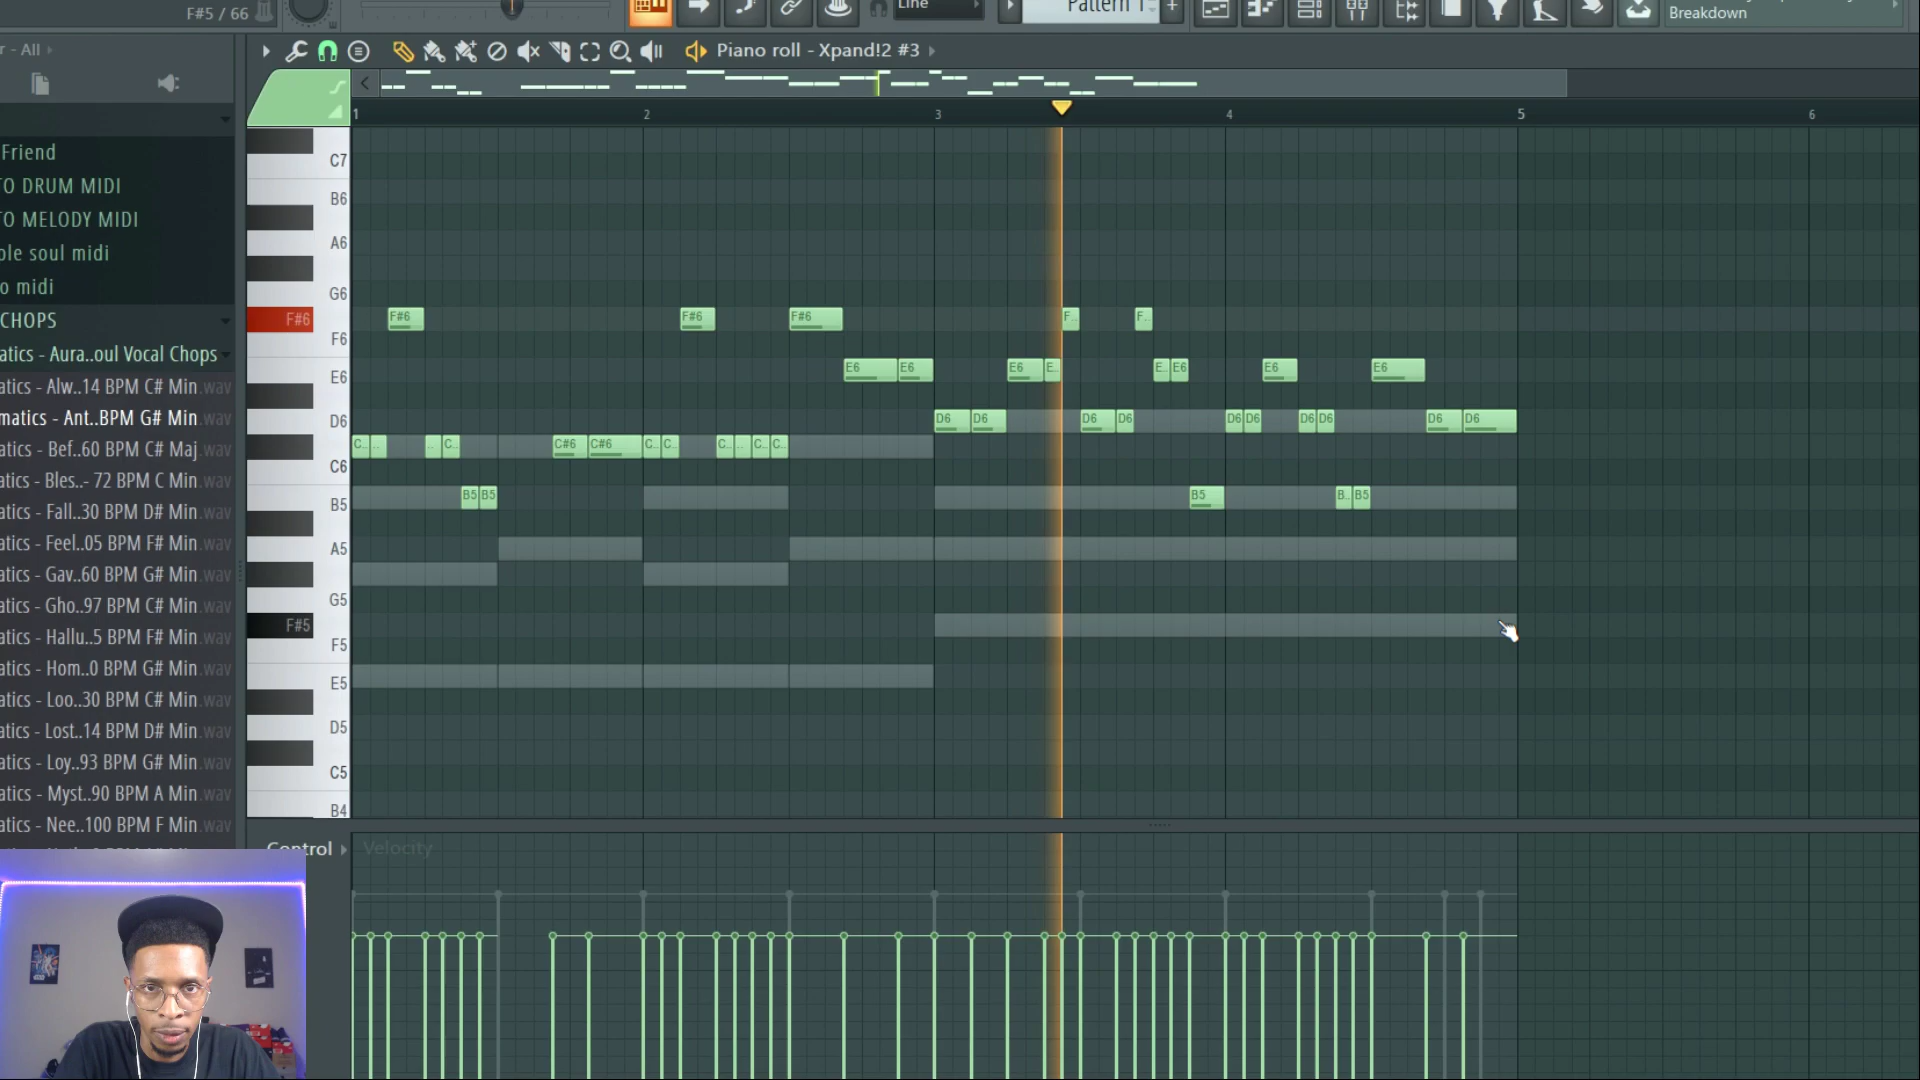 F#5 / 66
Line
Pattern 1
Breakdown
r - All
Piano roll - Xpand!2 #3
1 2 3 4 5 6
Friend
TO DRUM MIDI
TO MELODY MIDI
ple soul midi
o midi
CHOPS
atics - Aura..oul Vocal Chops
atics - Alw..14 BPM C# Min.wav
matics - Ant..BPM G# Min.wav
atics - Bef..60 BPM C# Maj.wav
atics - Bles..- 72 BPM C Min.wav
atics - Fall..30 BPM D# Min.wav
atics - Feel..05 BPM F# Min.wav
atics - Gav..60 BPM G# Min.wav
atics - Gho..97 BPM C# Min.wav
atics - Hallu..5 BPM F# Min.wav
atics - Hom..0 BPM G# Min.wav
atics - Loo..30 BPM C# Min.wav
atics - Lost..14 BPM D# Min.wav
atics - Loy..93 BPM G# Min.wav
atics - Myst..90 BPM A Min.wav
atics - Nee..100 BPM F Min.wav
C7
B6
A6
G6
F#6 F#6 F#6 F#6 F.. F..
F6
E6 E6 E6 E6 E.. E.. E6 E6 E6
D6 D6 D6 D6 D6 D6 D6 D6 D6 D6 D6
C.. .. .. C.. C#6 C#6 C.. C.. C.. .. C.. C..
C6
B5 B5 B5 B5 B.. B5
A5
G5
F#5
F5
E5
D5
C5
B4
Control Velocity